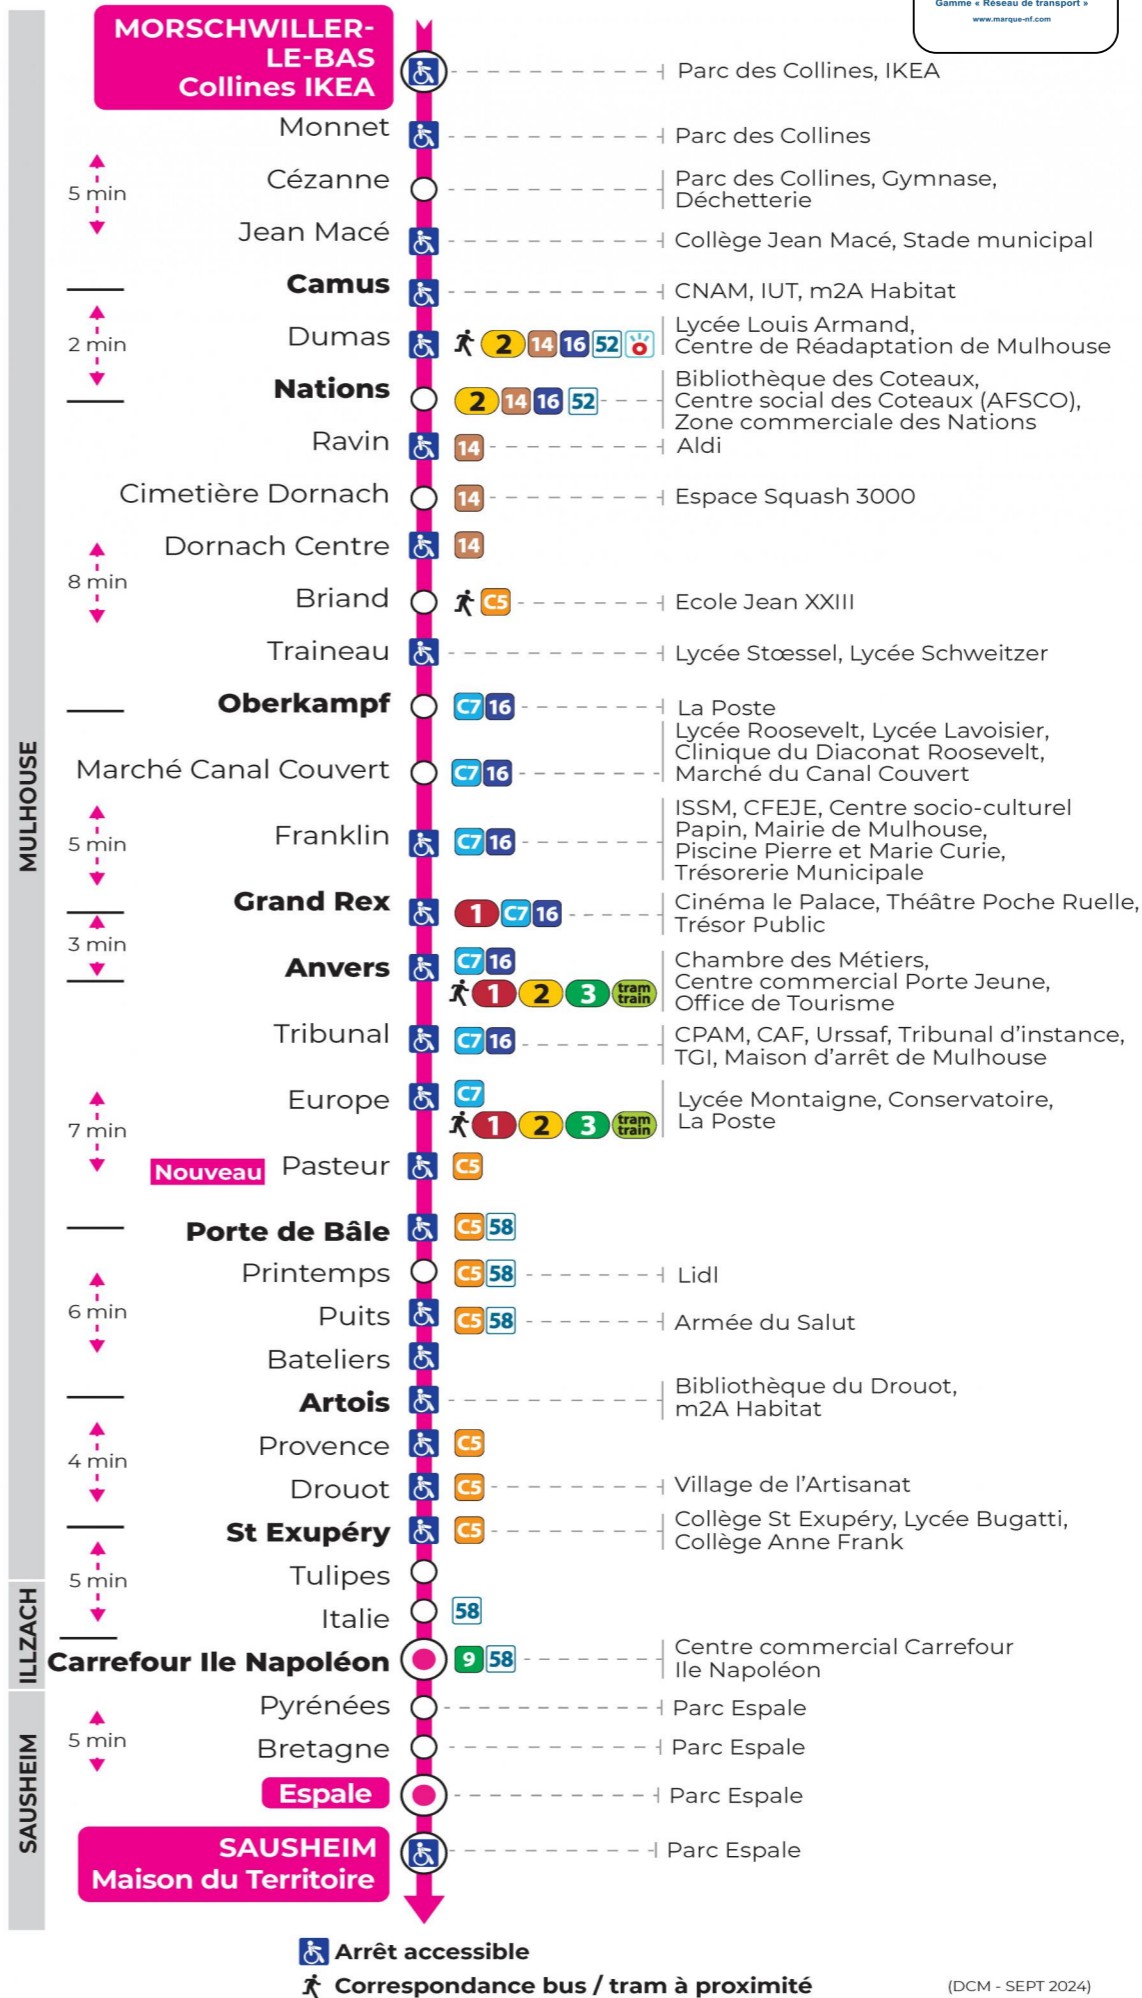 Gamme « Réseau de transport »
www.marque-nf.com
MORSCHWILLER-
LE-BAS
Collines IKEA
Parc des Collines, IKEA
Monnet
Parc des Collines
5 min
Cézanne
Parc des Collines, Gymnase,
Déchetterie
Jean Macé
Collège Jean Macé, Stade municipal
Camus
CNAM, IUT, m2A Habitat
2 min
Dumas
2 14 16 52
Lycée Louis Armand,
Centre de Réadaptation de Mulhouse
Nations
2 14 16 52
Bibliothèque des Coteaux,
Centre social des Coteaux (AFSCO),
Zone commerciale des Nations
Ravin
14
Aldi
Cimetière Dornach
14
Espace Squash 3000
Dornach Centre
14
8 min
Briand
C5
Ecole Jean XXIII
Traineau
Lycée Stœssel, Lycée Schweitzer
Oberkampf
C7 16
La Poste
MULHOUSE
Marché Canal Couvert
C7 16
Lycée Roosevelt, Lycée Lavoisier,
Clinique du Diaconat Roosevelt,
Marché du Canal Couvert
5 min
Franklin
C7 16
ISSM, CFEJE, Centre socio-culturel
Papin, Mairie de Mulhouse,
Piscine Pierre et Marie Curie,
Trésorerie Municipale
Grand Rex
1 C7 16
Cinéma le Palace, Théâtre Poche Ruelle,
Trésor Public
3 min
Anvers
C7 16
1 2 3 tram train
Chambre des Métiers,
Centre commercial Porte Jeune,
Office de Tourisme
Tribunal
C7 16
CPAM, CAF, Urssaf, Tribunal d'instance,
TGI, Maison d'arrêt de Mulhouse
7 min
Europe
C7
1 2 3 tram train
Lycée Montaigne, Conservatoire,
La Poste
Nouveau Pasteur
C5
Porte de Bâle
C5 58
Printemps
C5 58
Lidl
6 min
Puits
C5 58
Armée du Salut
Bateliers
Artois
Bibliothèque du Drouot,
m2A Habitat
Provence
C5
4 min
Drouot
C5
Village de l'Artisanat
St Exupéry
C5
Collège St Exupéry, Lycée Bugatti,
Collège Anne Frank
Tulipes
5 min
ILLZACH
Italie
58
Carrefour Ile Napoléon
9 58
Centre commercial Carrefour
Ile Napoléon
Pyrénées
Parc Espale
5 min
Bretagne
Parc Espale
SAUSHEIM
Espale
Parc Espale
SAUSHEIM
Maison du Territoire
Parc Espale
Arrêt accessible
Correspondance bus / tram à proximité
(DCM - SEPT 2024)